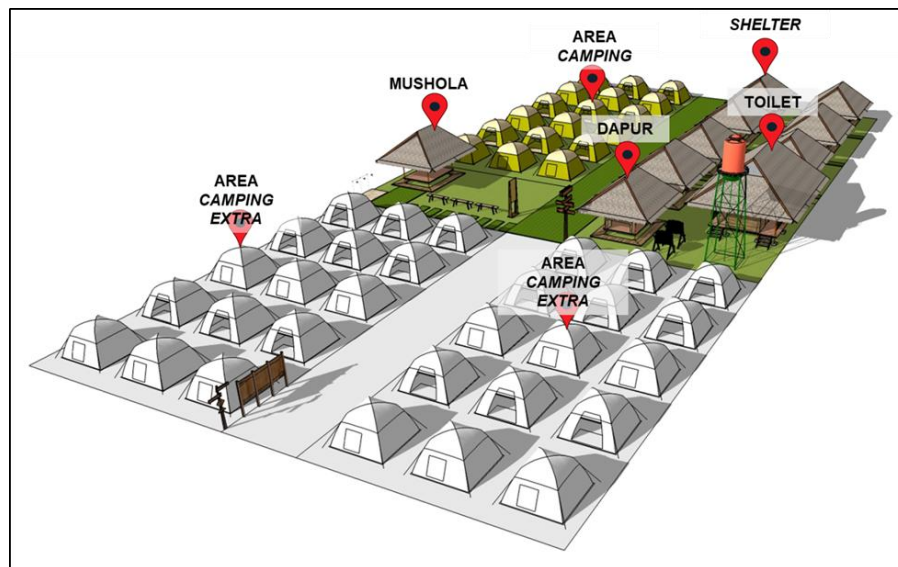 SHELTER
AREA
CAMPING
MUSHOLA
TOILET
DAPUR
AREA
CAMPING
EXTRA
AREA
CAMPING
EXTRA